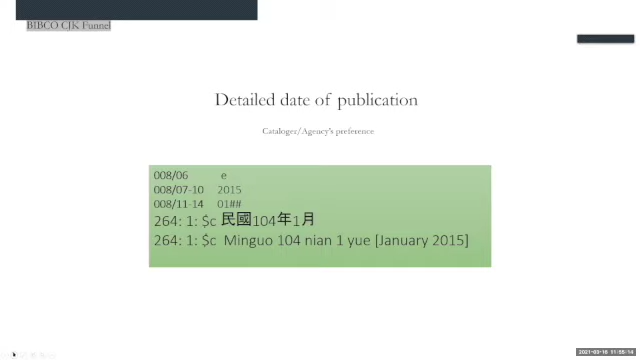 BIBCO CJK Funnel
Detailed date of publication
Cataloger/Agency's preference
008/06 e
008/07-10 2015
008/11-14 01##
264: 1: $c 民國104年1月
264: 1: $c Minguo 104 nian 1 yue [January 2015]
2021-03-16 11:55:14